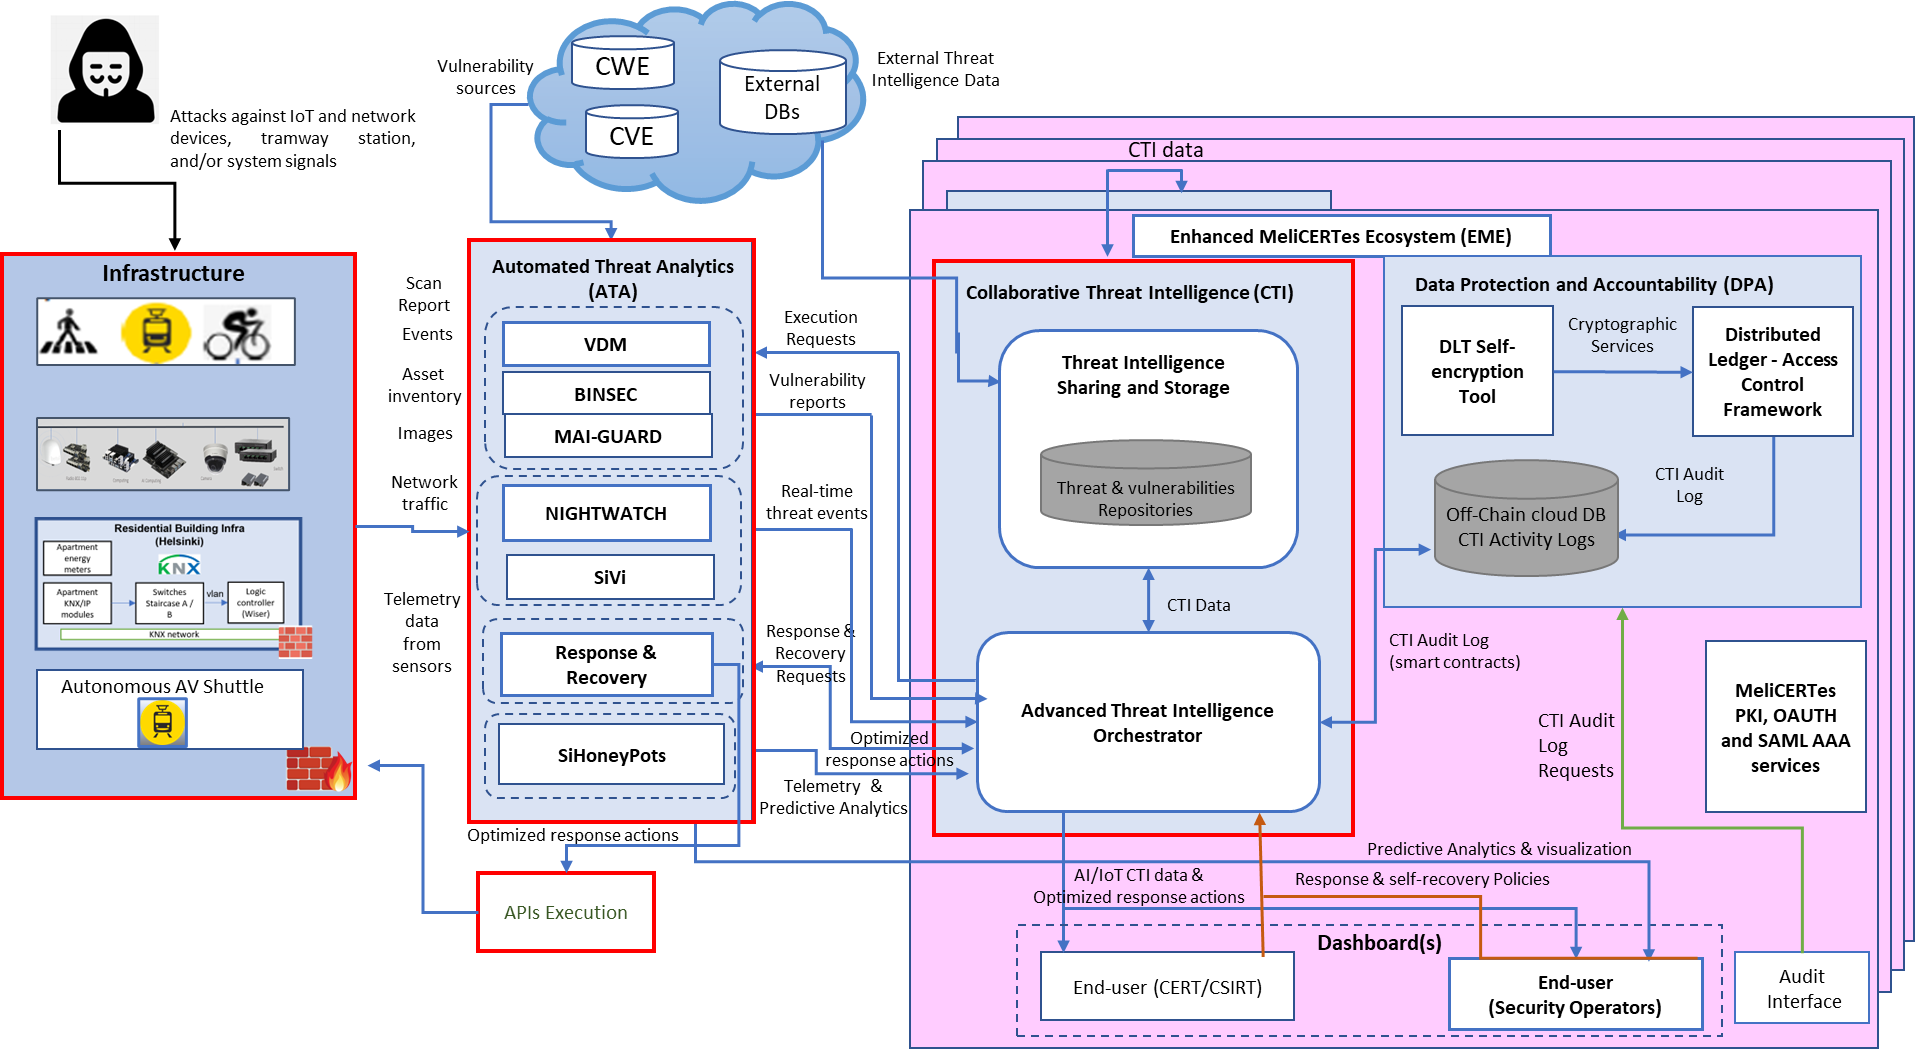 Attacks against IoT and network
devices, tramway station,
and/or system signals
Vulnerability
sources
CWE
CVE
External
DBs
External Threat
Intelligence Data
CTI data
Enhanced MeliCERTes Ecosystem (EME)
Infrastructure
Residential Building Infra
(Helsinki)
Apartment
energy
meters
KNX
Apartment
KNX/IP
modules
Switches
Staircase A /
B
vlan
Logic
controller
(Wiser)
KNX network
Autonomous AV Shuttle
Scan
Report
Events
Asset
inventory
Images
Network
traffic
Telemetry
data
from
sensors
Automated Threat Analytics
(ATA)
VDM
BINSEC
MAI-GUARD
NIGHTWATCH
SiVi
Response &
Recovery
SiHoneyPots
Optimized response actions
APIs Execution
Execution
Requests
Vulnerability
reports
Real-time
threat events
Response &
Recovery
Requests
Optimized
response actions
Telemetry &
Predictive Analytics
Collaborative Threat Intelligence (CTI)
Threat Intelligence
Sharing and Storage
Threat & vulnerabilities
Repositories
CTI Data
Advanced Threat Intelligence
Orchestrator
Data Protection and Accountability (DPA)
DLT Self-
encryption
Tool
Cryptographic
Services
Distributed
Ledger - Access
Control
Framework
CTI Audit
Log
Off-Chain cloud DB
CTI Activity Logs
CTI Audit Log
(smart contracts)
CTI Audit
Log
Requests
MeliCERTes
PKI, OAUTH
and SAML AAA
services
Predictive Analytics & visualization
AI/IoT CTI data &
Optimized response actions
Response & self-recovery Policies
Dashboard(s)
End-user (CERT/CSIRT)
End-user
(Security Operators)
Audit
Interface